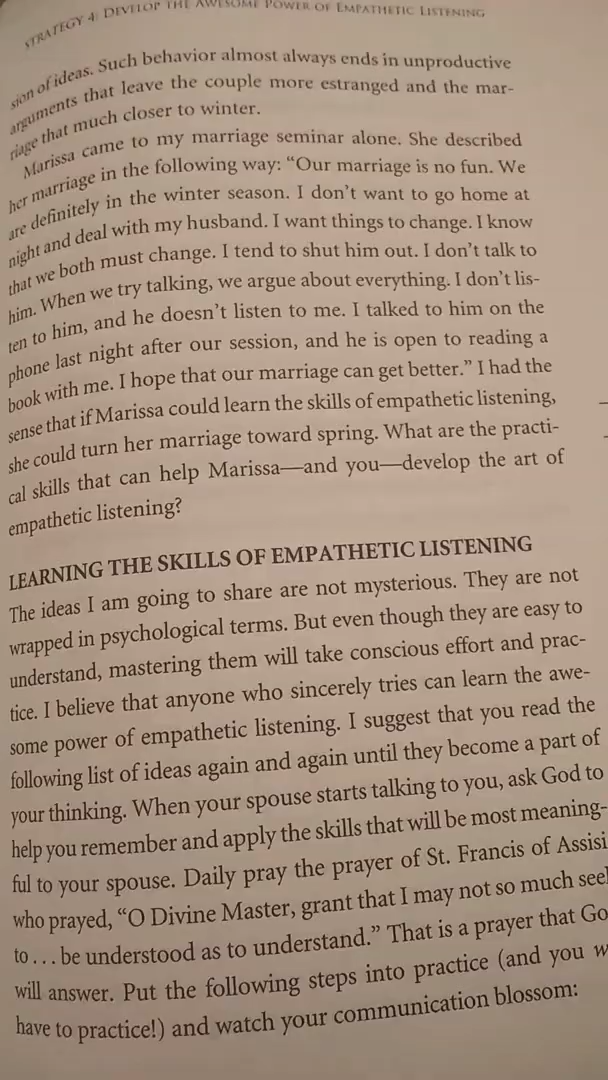 STRATEGY 4: DEVELOP THE AWESOME POWER OF EMPATHETIC LISTENING
sion of ideas. Such behavior almost always ends in unproductive
arguments that leave the couple more estranged and the mar-
riage that much closer to winter.
Marissa came to my marriage seminar alone. She described
her marriage in the following way: “Our marriage is no fun. We
are definitely in the winter season. I don’t want to go home at
night and deal with my husband. I want things to change. I know
that we both must change. I tend to shut him out. I don’t talk to
him. When we try talking, we argue about everything. I don’t lis-
ten to him, and he doesn’t listen to me. I talked to him on the
phone last night after our session, and he is open to reading a
book with me. I hope that our marriage can get better.” I had the
sense that if Marissa could learn the skills of empathetic listening,
she could turn her marriage toward spring. What are the practi-
cal skills that can help Marissa—and you—develop the art of
empathetic listening?
LEARNING THE SKILLS OF EMPATHETIC LISTENING
The ideas I am going to share are not mysterious. They are not
wrapped in psychological terms. But even though they are easy to
understand, mastering them will take conscious effort and prac-
tice. I believe that anyone who sincerely tries can learn the awe-
some power of empathetic listening. I suggest that you read the
following list of ideas again and again until they become a part of
your thinking. When your spouse starts talking to you, ask God to
help you remember and apply the skills that will be most meaning-
ful to your spouse. Daily pray the prayer of St. Francis of Assisi
who prayed, “O Divine Master, grant that I may not so much see
to . . . be understood as to understand.” That is a prayer that Go
will answer. Put the following steps into practice (and you w
have to practice!) and watch your communication blossom: